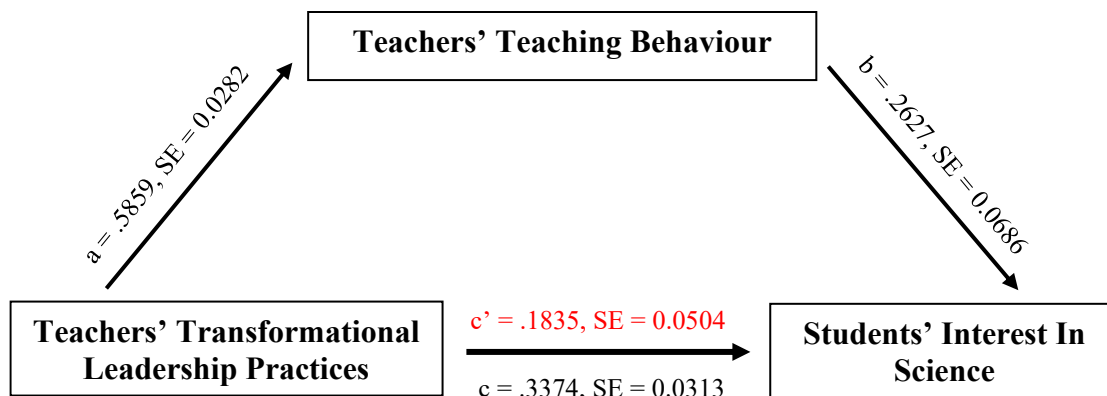 Teachers’ Teaching Behaviour
a = .5859, SE = 0.0282
b = .2627, SE = 0.0686
Teachers’ Transformational
Leadership Practices
c’ = .1835, SE = 0.0504
c = .3374, SE = 0.0313
Students’ Interest In
Science